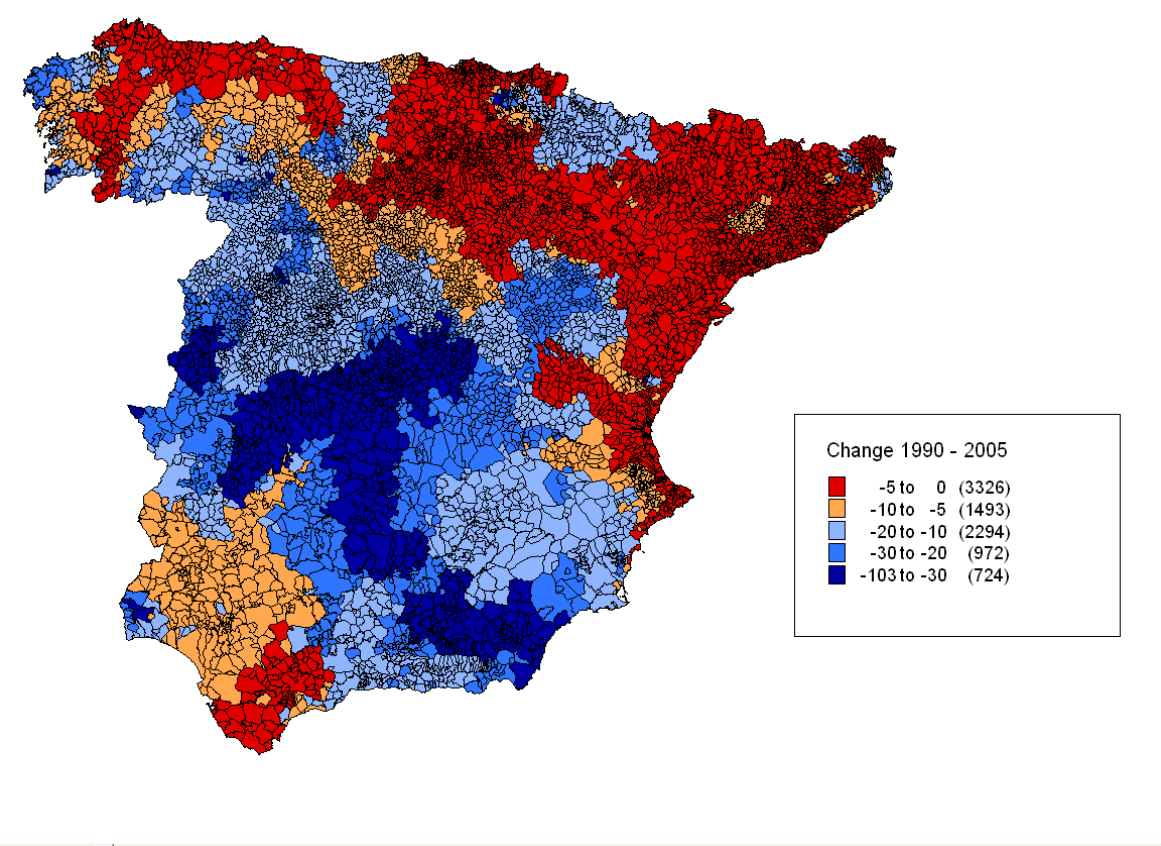 Change 1990 - 2005
-5 to 0 (3326)
-10 to -5 (1493)
-20 to -10 (2294)
-30 to -20 (972)
-103 to -30 (724)